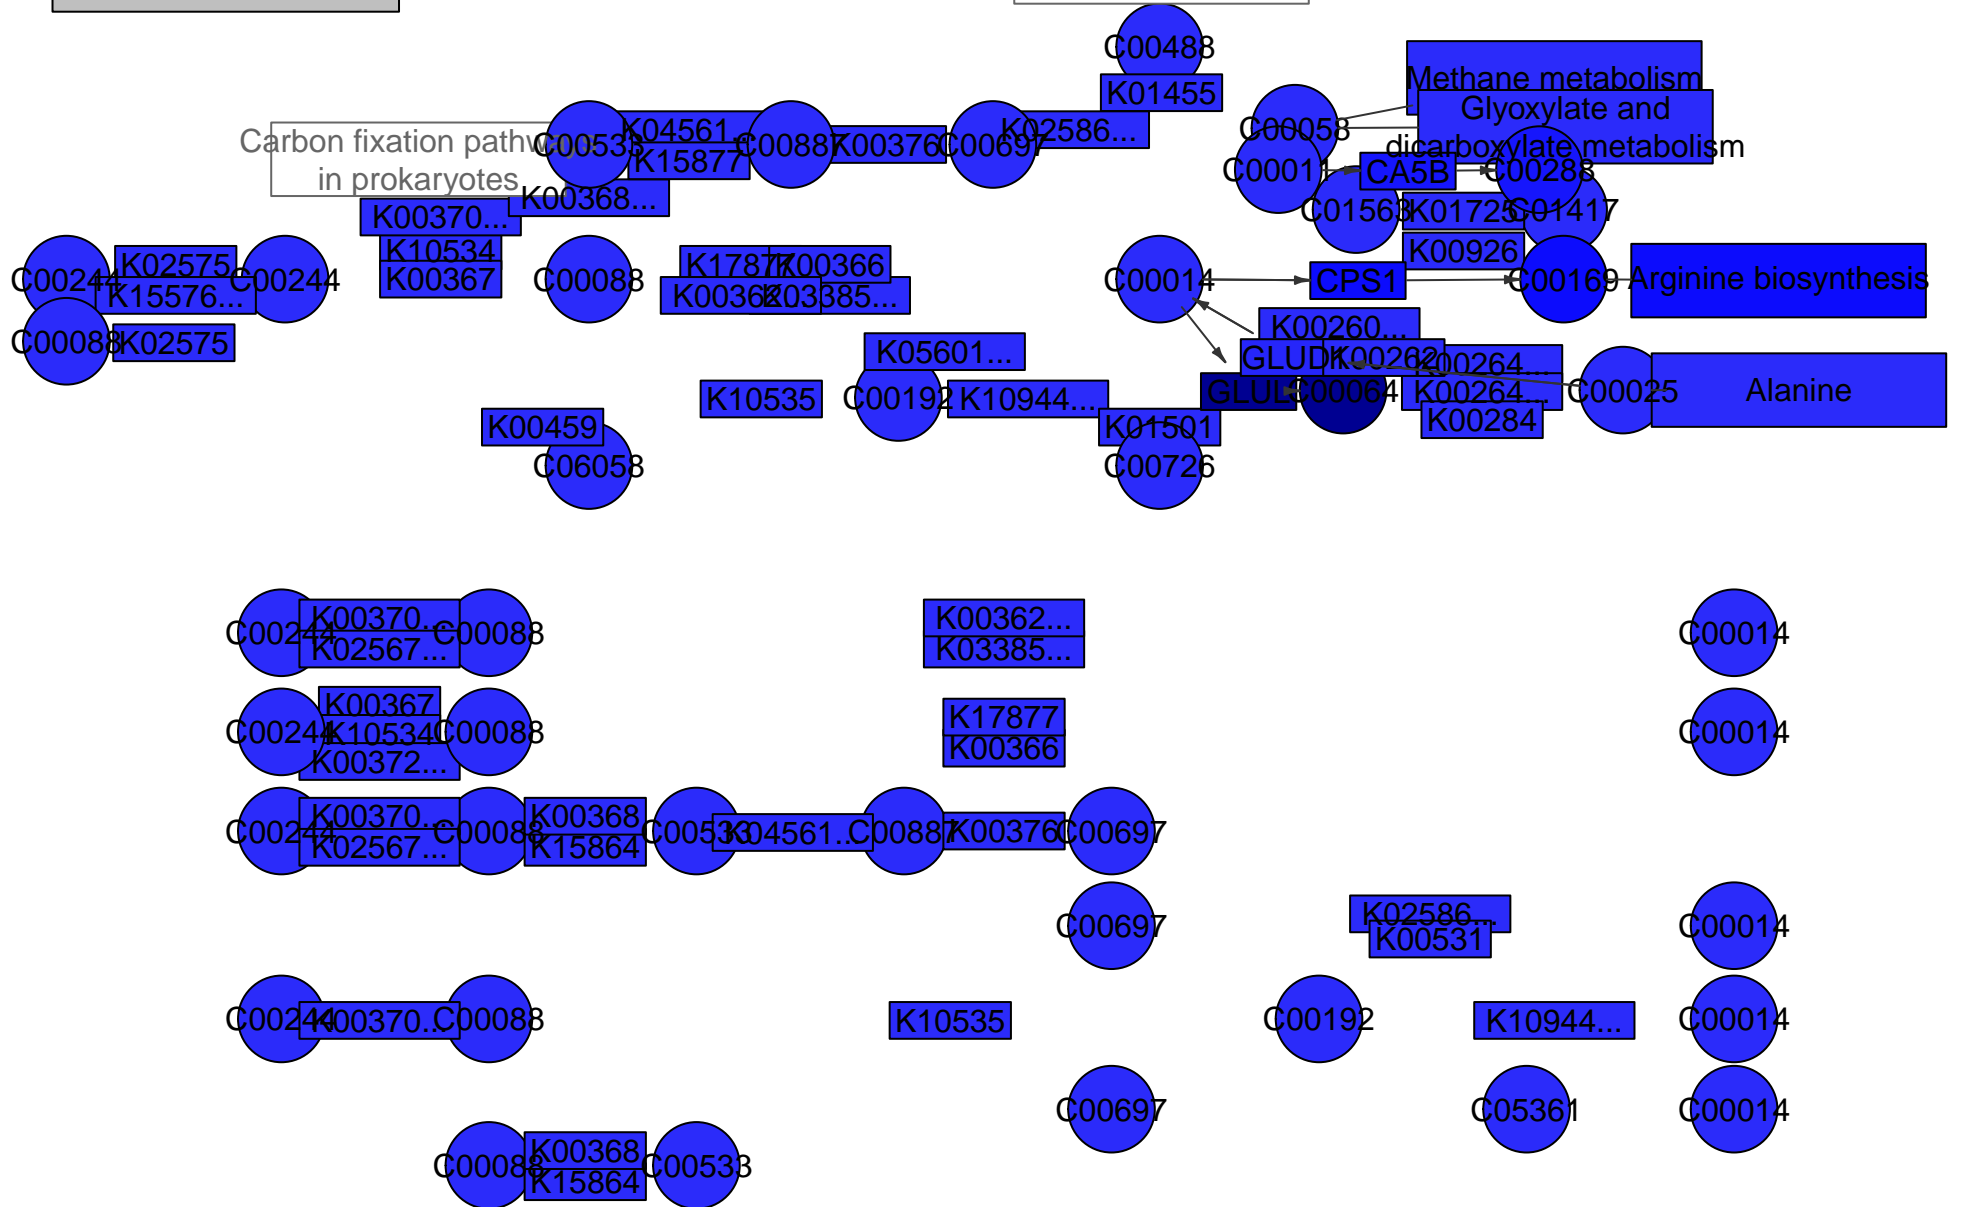 C00488
Methane metabolism
K01455
Glyoxylate and
dicarboxylate metabolism
C00058
Carbon fixation pathways
in prokaryotes
C00533
K04561...
K15877
C00887
K00376
C00697
K02586...
C00011
CA5B
C00288
C01563
K01725
C01417
K00368...
K00370...
K10534
K00367
K00926
C00244
K02575
K15576...
C00244
C00088
K17877
K00366
K00362...
K03385...
C00014
CPS1
C00169
Arginine biosynthesis
C00088
K02575
K00260...
K05601...
GLUD1
K00262
K00264...
K00264...
K00284
GLUL
C00064
C00025
Alanine
K10535
C00192
K10944...
K00459
K01501
C06058
C00726
C00244
K00370...
K02567...
C00088
K00362...
K03385...
C00014
C00244
K00367
K10534
K00372...
C00088
K17877
K00366
C00014
C00244
K00370...
K02567...
C00088
K00368
K15864
C00533
K04561...
C00887
K00376
C00697
C00697
K02586...
K00531
C00014
C00244
K00370...
C00088
K10535
C00192
K10944...
C00014
C00697
C05361
C00014
C00088
K00368
K15864
C00533